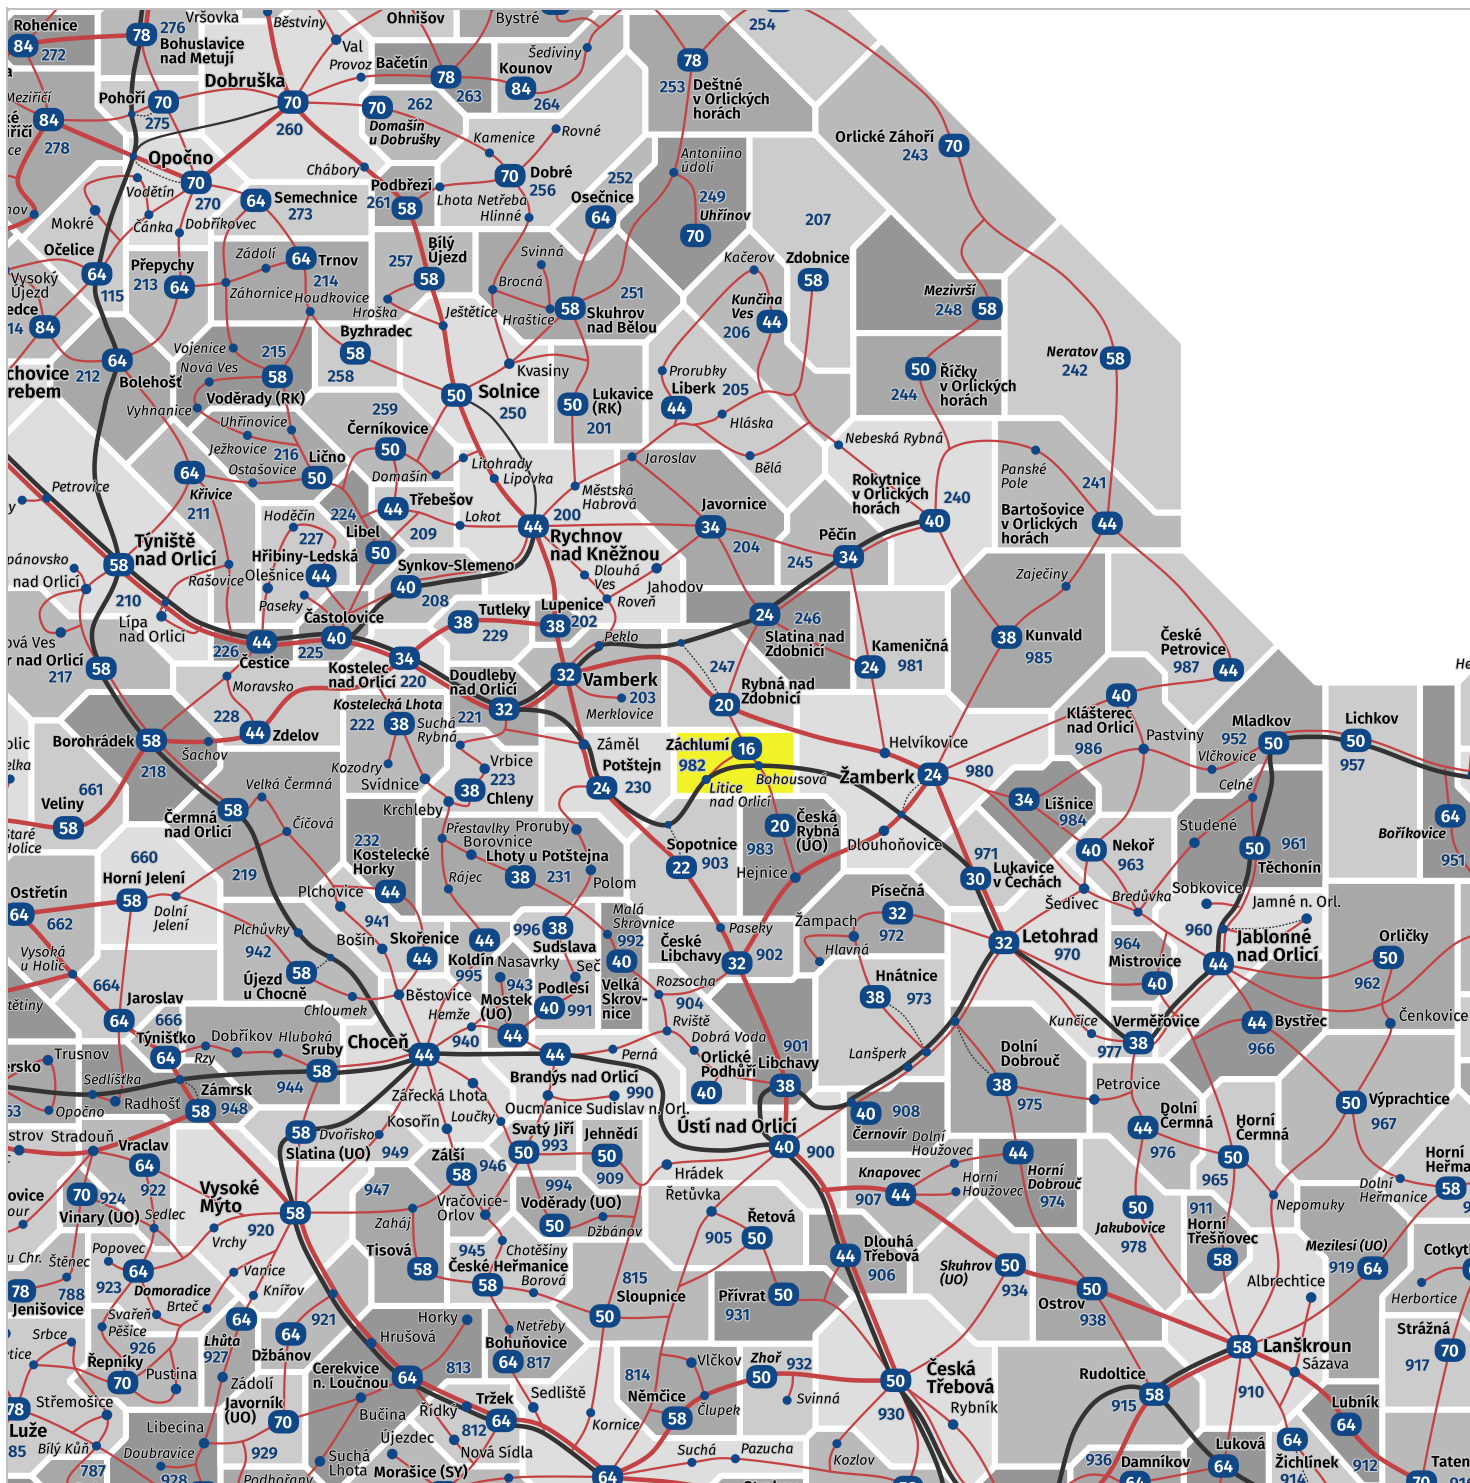 Rohenice
84
272
78
276
Vršovka
Bohuslavice
nad Metují
Běstviny
Val
Provoz
Ohnišov
Bačetín
78
263
Bystré
Šediviny
Kounov
84
264
254
78
253
Deštné
v Orlických
horách
Dobruška
70
260
Meziříčí
84
278
Pohoří
70
275
70
262
Domašín
u Dobrušky
Kamenice
Rovné
Orlické Záhoří
243
70
Opočno
70
270
Chábory
Podbřezí
261
58
Dobré
70
256
Lhota Netřeba
Hlinné
252
Osečnice
64
Antoniino
údolí
249
Uhřínov
70
207
Vodětín
Mokré
Čánka
Dobříkovec
64
Semechnice
273
Očelice
64
115
Vysoký
Újezd
84
Přepychy
213
64
Zádolí
64
Trnov
214
Záhornice
Houdkovice
Hroška
257
Bílý
Újezd
58
Ještětice
Svinná
Brocná
Hraštice
58
251
Skuhrov
nad Bělou
Kačerov
Zdobnice
58
Kunčina
Ves
206
44
Mezivrší
248
58
Neratov
242
58
212
64
Bolehošť
Vojenice
215
Nová Ves
58
Voděrady (RK)
Vyhnanice
Byzhradec
58
258
Kvasiny
50
Solnice
250
50
Lukavice
(RK)
201
Prorubky
Liberk
205
44
Hláska
50
244
Říčky
v Orlických
horách
259
Černíkovice
50
Uhřínovice
Ježkovice
216
Ostašovice
Lično
50
Domašín
Litohrady
Lipovka
Jaroslav
Bělá
Nebeská Rybná
Panské
Pole
241
Petrovice
64
Křivice
211
Hoděčín
227
224
44
Třebešov
209
Lokot
Městská
Habrová
200
44
Rychnov
nad Kněžnou
Javornice
34
204
Rokytnice
v Orlických
horách
240
40
Bartošovice
v Orlických
horách
44
Týniště
nad Orlicí
58
210
Rašovice
Hřibiny-Ledská
Olešnice
44
Paseky
Libel
50
Synkov-Slemeno
40
208
Dlouhá
Ves
Jahodov
Roveň
Pěčín
34
245
Zaječiny
nad Orlicí
Lípa
nad Orlicí
Častolovice
40
225
226
44
Čestice
38
Tutleky
229
Lupenice
38
202
Peklo
24
246
Slatina nad
Zdobnicí
Kameničná
24
981
38
Kunvald
985
České
Petrovice
987
44
217
58
Moravsko
34
Kostelec
nad Orlicí
220
Doudleby
nad Orlicí
32
221
32
Vamberk
203
Merklovice
247
Rybná nad
Zdobnicí
20
40
Klášterec
nad Orlicí
986
Pastviny
Mladkov
952
50
Lichkov
50
957
Borohrádek
58
218
Šachov
228
44
Zdelov
Kostelecká Lhota
222
38
Suchá
Rybná
Kozodry
Svídnice
Vrbice
223
38
Chleny
Krchleby
Záměl
Potštejn
24
230
Záchlumí
16
982
Bohousová
Litice
nad Orlicí
Helvíkovice
Žamberk
24
980
Vlčkovice
Celné
661
Veliny
58
Velká Čermná
58
Čermná
nad Orlicí
Čičová
219
232
Kostelecké
Horky
44
Přestavlky
Borovnice
Proruby
Lhoty u Potštejna
38
231
Rájec
Polom
Sopotnice
22
903
20
Česká
Rybná
(UO)
983
Hejnice
Dlouhoňovice
34
Líšnice
984
971
30
Lukavice
v Čechách
Nekoř
40
963
Studené
50
961
Těchonín
Boříkovice
64
951
660
Horní Jelení
58
Dolní
Jelení
Ostřetín
64
662
Vysoká
u Holic
664
Plchovice
941
Plchůvky
942
Újezd
u Chocně
58
Bošín
Skořenice
44
Koldín
44
995
Chloumek
Běstovice
996
38
Sudslava
Malá
Skrovnice
992
40
Velká
Skrov-
nice
Nasavrky
Seč
943
Podlesí
40
991
Mostek
(UO)
44
Hemže
940
České
Libchavy
32
902
Paseky
Rozsocha
904
Rviště
Dobrá Voda
Písečná
32
972
Žampach
Hlavná
Hnátnice
38
973
Šedivec
Bredůvka
Sobkovice
Jamné n. Orl.
960
Jablonné
nad Orlicí
44
32
Letohrad
970
964
Mistrovice
40
Orličky
50
962
Jaroslav
64
666
Týnišťko
64
Rzy
Dobříkov
Hluboká
Sruby
58
944
Choceň
44
44
Brandýs nad Orlicí
Perná
990
Orlické
Podhůří
40
901
Libchavy
38
Lanšperk
Dolní
Dobrouč
38
975
Kunčice
977
Verměřovice
38
44
Bystřec
966
Čenkovice
Trusnov
Sedlíštka
Opočno
Radhošť
Zámrsk
58
948
Zářecká Lhota
Kosořín
Loučky
Oucmanice
Sudislav n. Orl.
58
Dvořisko
Slatina (UO)
949
Zálší
58
946
Svatý Jiří
50
993
Jehnědí
50
909
Ústí nad Orlicí
40
900
40
908
Černovír
Dolní
Houžovec
Petrovice
Dolní
Čermná
44
976
Horní
Čermná
50
965
50
Výprachtice
967
Stradouň
Vraclav
64
922
70
924
Vinary (UO)
Sedlec
Vysoké
Mýto
58
920
Vrchy
947
Zaháj
Vračovice-
Orlov
994
Voděrady (UO)
50
Džbánov
Hrádek
Řetůvka
Řetová
50
905
Knapovec
907
44
Horní
Houžovec
44
Horní
Dobrouč
974
50
Jakubovice
978
911
Horní
Třešňovec
58
Nepomuky
Dolní
Heřmanice
58
Štěnec
788
78
Jenišovice
Popovec
923
64
Domoradice
Brteč
Vanice
Knířov
Tisová
58
945
Chotěšiny
České Heřmanice
58
Borová
815
Sloupnice
50
Přívrat
50
931
44
Dlouhá
Třebová
906
Skuhrov
(UO)
50
934
50
Ostrov
938
Mezilesí (UO)
919
64
Albrechtice
Herbortice
Srbce
Svařeň
Pěšice
926
Řepníky
70
Pustina
Lhůta
64
927
64
Džbánov
921
Horky
Hrušová
813
Netřeby
Bohuňovice
64
817
Cerekvice
n. Loučnou
64
814
Vlčkov
Němčice
58
Člupek
Zhoř
50
932
Svinná
50
Česká
Třebová
930
Rybník
Rudoltice
58
915
58
Lanškroun
910
Sázava
Strážná
70
917
Lubník
64
78
Luže
Střemošice
Bílý Kůň
787
Libecina
Doubravice
928
Zádolí
Javorník
(UO)
70
929
Podhořany
Bučina
Řídký
Tržek
64
812
Sedliště
Kornice
Újezdec
Suchá
Lhota
Morašice (SY)
Nová Sídla
64
Suchá
Pazucha
Kozlov
936
Damníkov
64
Luková
64
64
Žichlínek
912
70